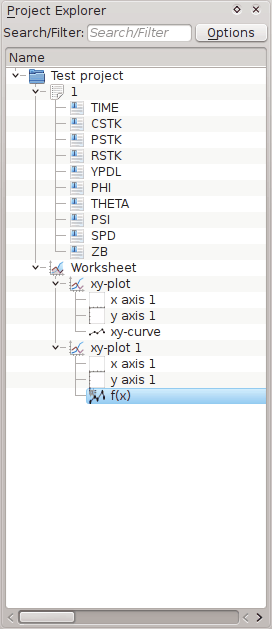 Project Explorer
Search/Filter: Search/Filter Options
Name
Test project
1
TIME
CSTK
PSTK
RSTK
YPDL
PHI
THETA
PSI
SPD
ZB
Worksheet
xy-plot
x axis 1
y axis 1
xy-curve
xy-plot 1
x axis 1
y axis 1
f(x)